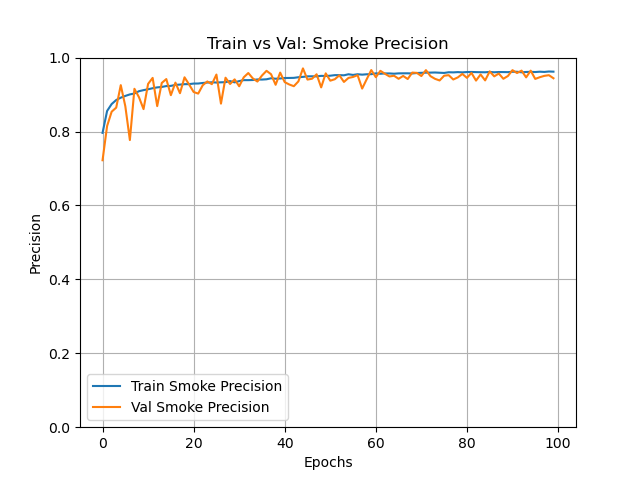 Train vs Val: Smoke Precision
1.0
0.8
0.6
0.4
0.2
0.0
Precision
Train Smoke Precision
Val Smoke Precision
0 20 40 60 80 100
Epochs